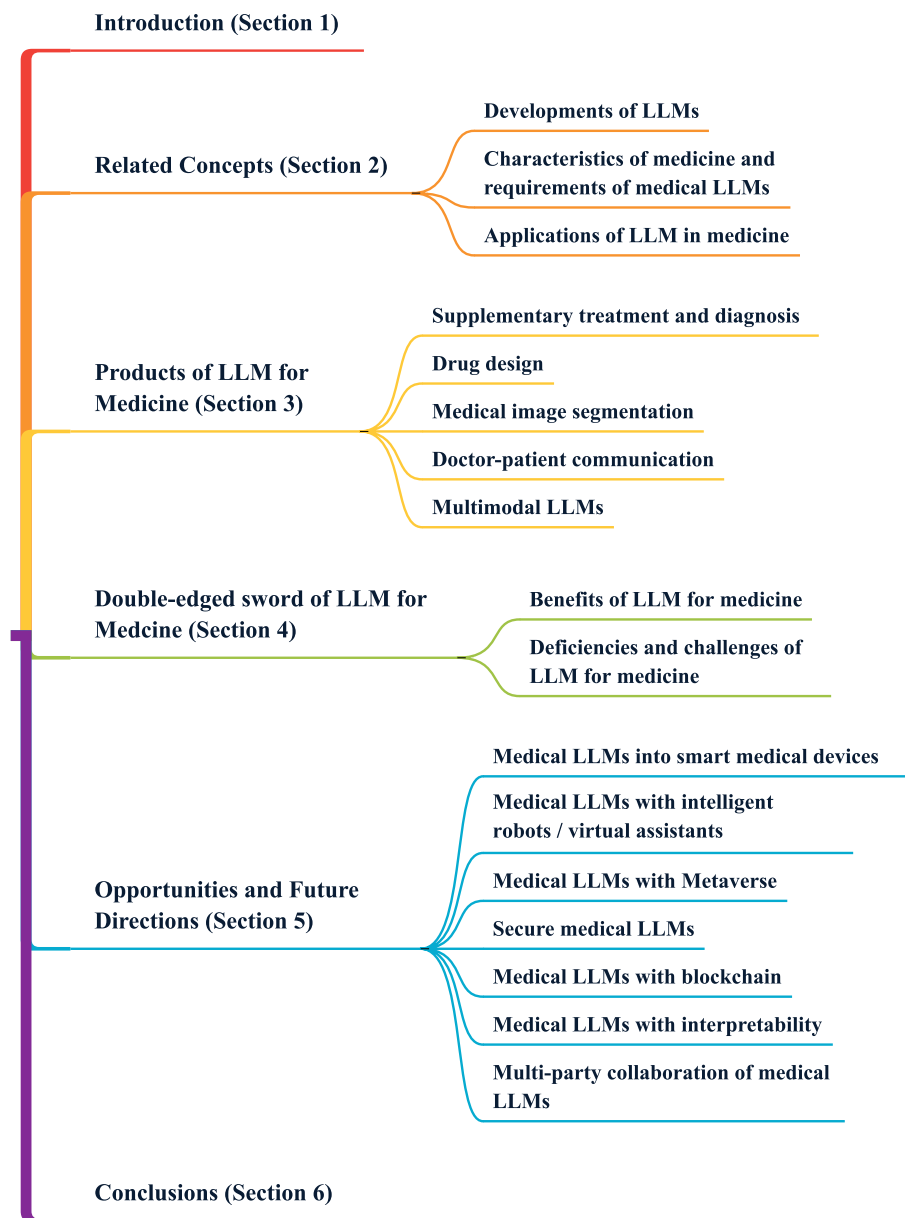 Introduction (Section 1)
Related Concepts (Section 2)
Developments of LLMs
Characteristics of medicine and
requirements of medical LLMs
Applications of LLM in medicine
Products of LLM for
Medicine (Section 3)
Supplementary treatment and diagnosis
Drug design
Medical image segmentation
Doctor-patient communication
Multimodal LLMs
Double-edged sword of LLM for
Medcine (Section 4)
Benefits of LLM for medicine
Deficiencies and challenges of
LLM for medicine
Opportunities and Future
Directions (Section 5)
Medical LLMs into smart medical devices
Medical LLMs with intelligent
robots / virtual assistants
Medical LLMs with Metaverse
Secure medical LLMs
Medical LLMs with blockchain
Medical LLMs with interpretability
Multi-party collaboration of medical
LLMs
Conclusions (Section 6)